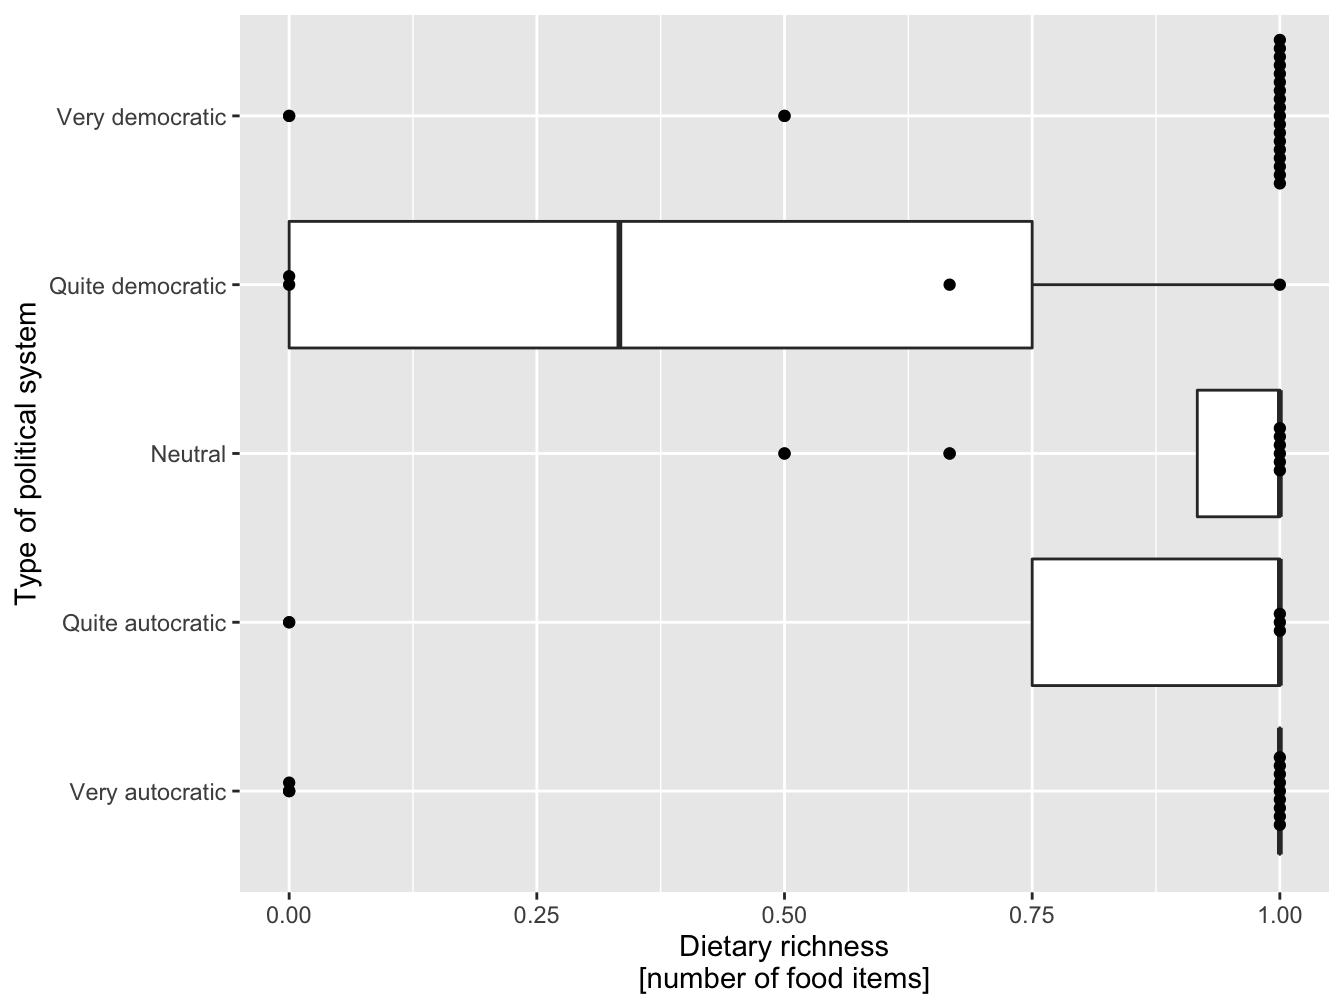 Type of political system
Very democratic
Quite democratic
Neutral
Quite autocratic
Very autocratic
0.00 0.25 0.50 0.75 1.00
Dietary richness
[number of food items]